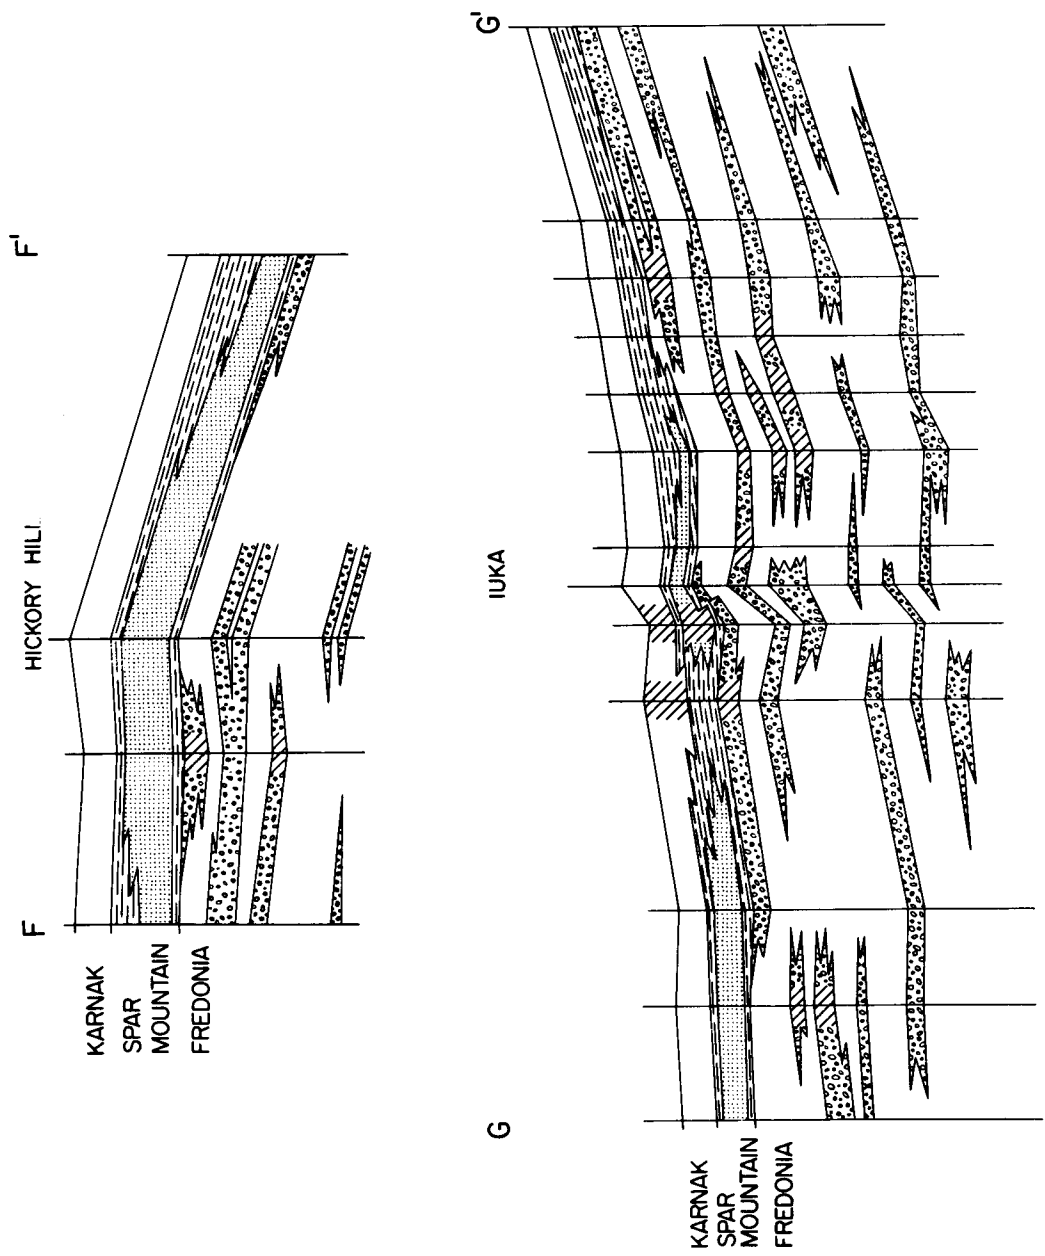 F
HICKORY HILL
F'
KARNAK
SPAR
MOUNTAIN
FREDONIA
G
IUKA
G'
KARNAK
SPAR
MOUNTAIN
FREDONIA